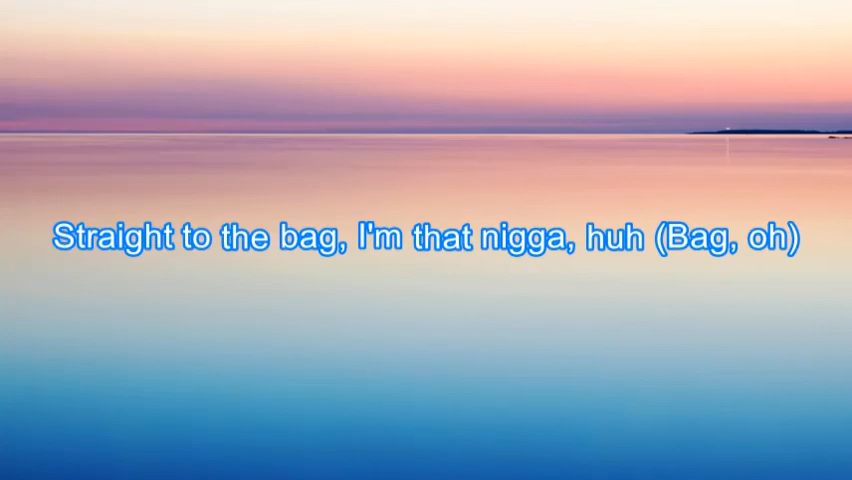 Straight to the bag, I'm that nigga, huh (Bag, oh)